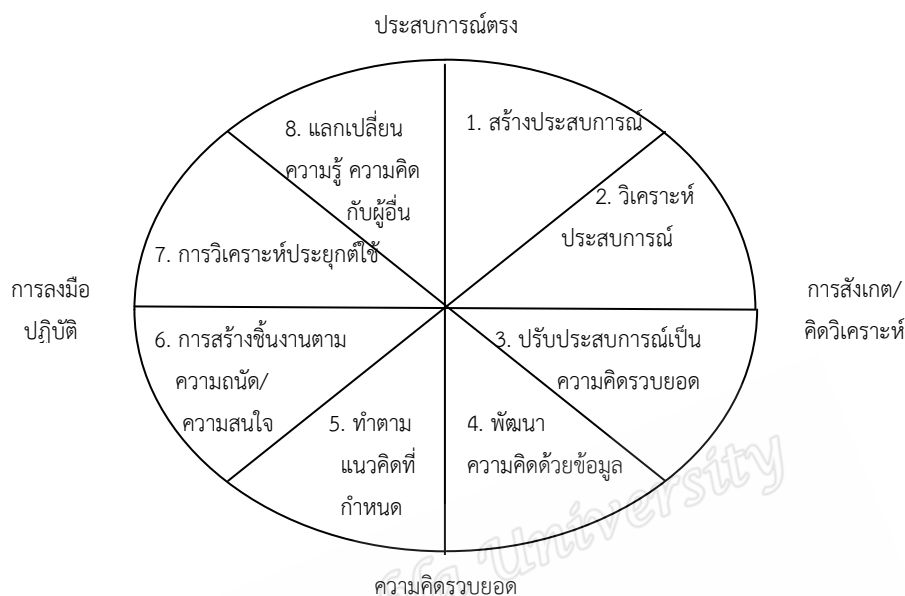 ประสบการณ์ตรง
8. แลกเปลี่ยน
ความรู้ ความคิด
กับผู้อื่น
1. สร้างประสบการณ์
2. วิเคราะห์
ประสบการณ์
7. การวิเคราะห์ประยุกต์ใช้
การลงมือ
ปฏิบัติ
การสังเกต/
คิดวิเคราะห์
6. การสร้างชิ้นงานตาม
ความถนัด/
ความสนใจ
3. ปรับประสบการณ์เป็น
ความคิดรวบยอด
5. ทำตาม
แนวคิดที่
กำหนด
4. พัฒนา
ความคิดด้วยข้อมูล
University
ความคิดรวบยอด